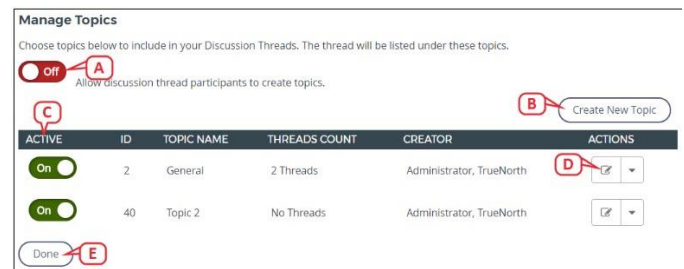 Manage Topics
Choose topics below to include in your Discussion Threads. The thread will be listed under these topics.
Off A
Allow discussion thread participants to create topics.
B Create New Topic
C
ACTIVE ID TOPIC NAME THREADS COUNT CREATOR ACTIONS
On 2 General 2 Threads Administrator, TrueNorth D
On 40 Topic 2 No Threads Administrator, TrueNorth
Done E